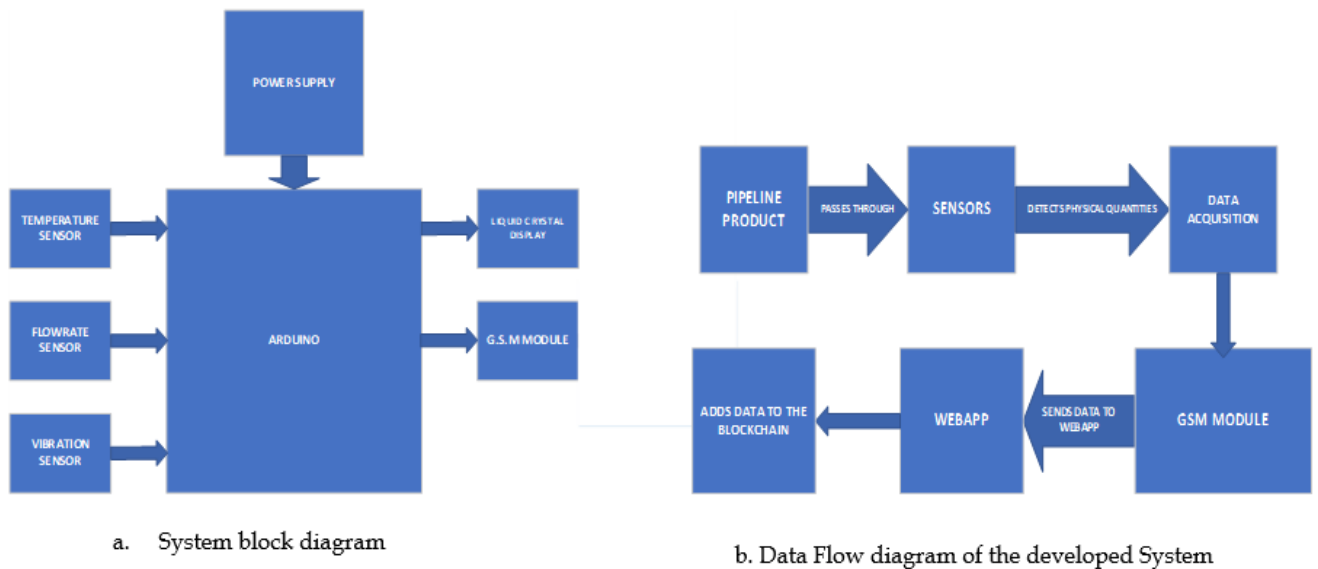 POWER SUPPLY
TEMPERATURE
SENSOR
FLOWRATE
SENSOR
VIBRATION
SENSOR
ARDUINO
LIQUID CRYSTAL
DISPLAY
G.S.M MODULE
a. System block diagram
PIPELINE
PRODUCT
PASSES THROUGH
SENSORS
DETECTS PHYSICAL QUANTITIES
DATA
ACQUISITION
ADDS DATA TO THE
BLOCKCHAIN
WEBAPP
SENDS DATA TO
WEBAPP
GSM MODULE
b. Data Flow diagram of the developed System